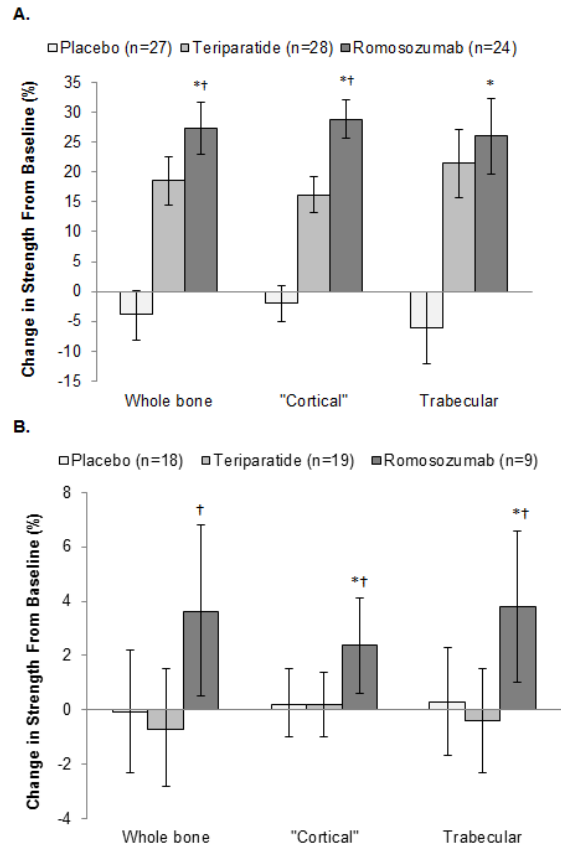 A.
Placebo (n=27) Teriparatide (n=28) Romosozumab (n=24)
Change in Strength From Baseline (%)
35
30
25
20
15
10
5
0
-5
-10
-15
*† *† *
Whole bone "Cortical" Trabecular
B.
Placebo (n=18) Teriparatide (n=19) Romosozumab (n=9)
Change in Strength From Baseline (%)
8
6
4
2
0
-2
-4
† *† *†
Whole bone "Cortical" Trabecular